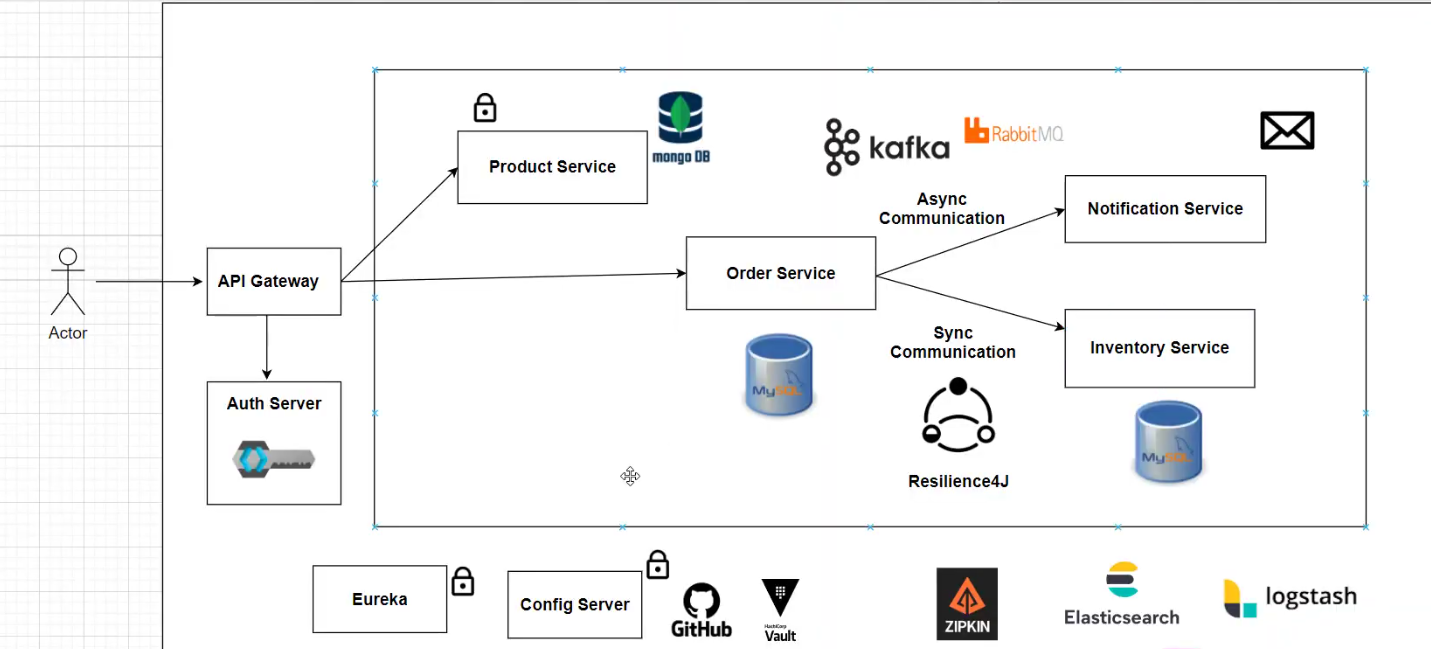 mongo DB
kafka
RabbitMQ
Product Service
Async
Communication
Notification Service
API Gateway
Order Service
Actor
Sync
Communication
Inventory Service
MySQL
Auth Server
MySQL
Resilience4J
Eureka
Config Server
GitHub
HashiCorp
Vault
ZIPKIN
Elasticsearch
logstash